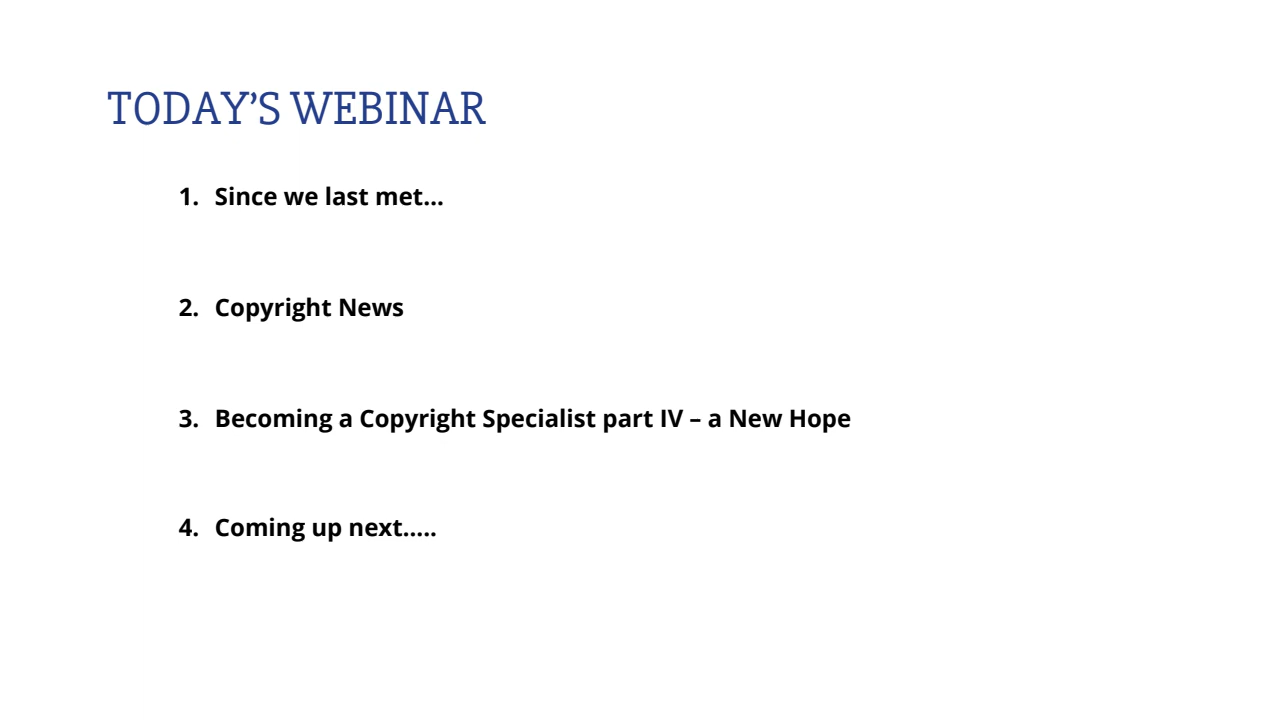 TODAY’S WEBINAR
1. Since we last met…
2. Copyright News
3. Becoming a Copyright Specialist part IV – a New Hope
4. Coming up next…..